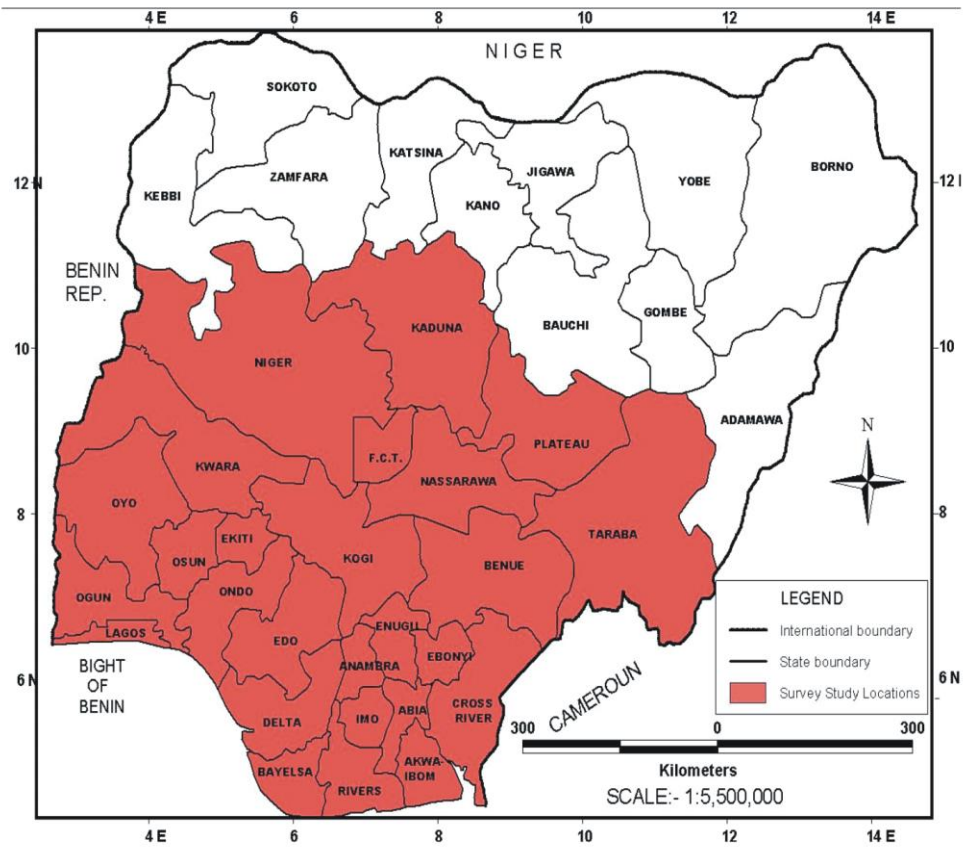 4 E 6 8 10 12 14 E
NIGER
SOKOTO
KATSINA
BORNO
JIGAWA
ZAMFARA
YOBE
12 N
12 N
KEBBI
KANO
BENIN
REP.
GOMBE
BAUCHI
KADUNA
10
10
NIGER
ADAMAWA
N
PLATEAU
F.C.T.
KWARA
NASSARAWA
OYO
8
8
TARABA
EKITI
OSUN
KOGI
BENUE
ONDO
OGUN
ENUGU
LAGOS
EDO
EBONYI
ANAMBRA
BIGHT
OF
BENIN
6 N
6 N
CROSS
RIVER
ABIA
IMO
DELTA
CAMEROUN
AKWA-
IBOM
BAYELSA
RIVERS
LEGEND
International boundary
State boundary
Survey Study Locations
300 0 300
Kilometers
SCALE:- 1:5,500,000
4 E 6 8 10 12 14 E